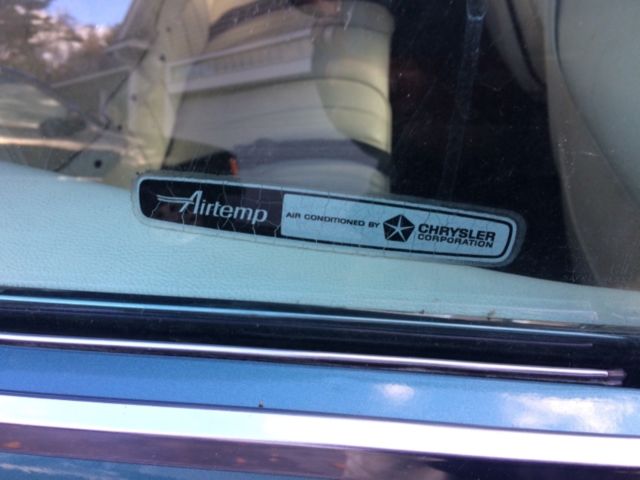 Airtemp
AIR CONDITIONED BY
CHRYSLER
CORPORATION